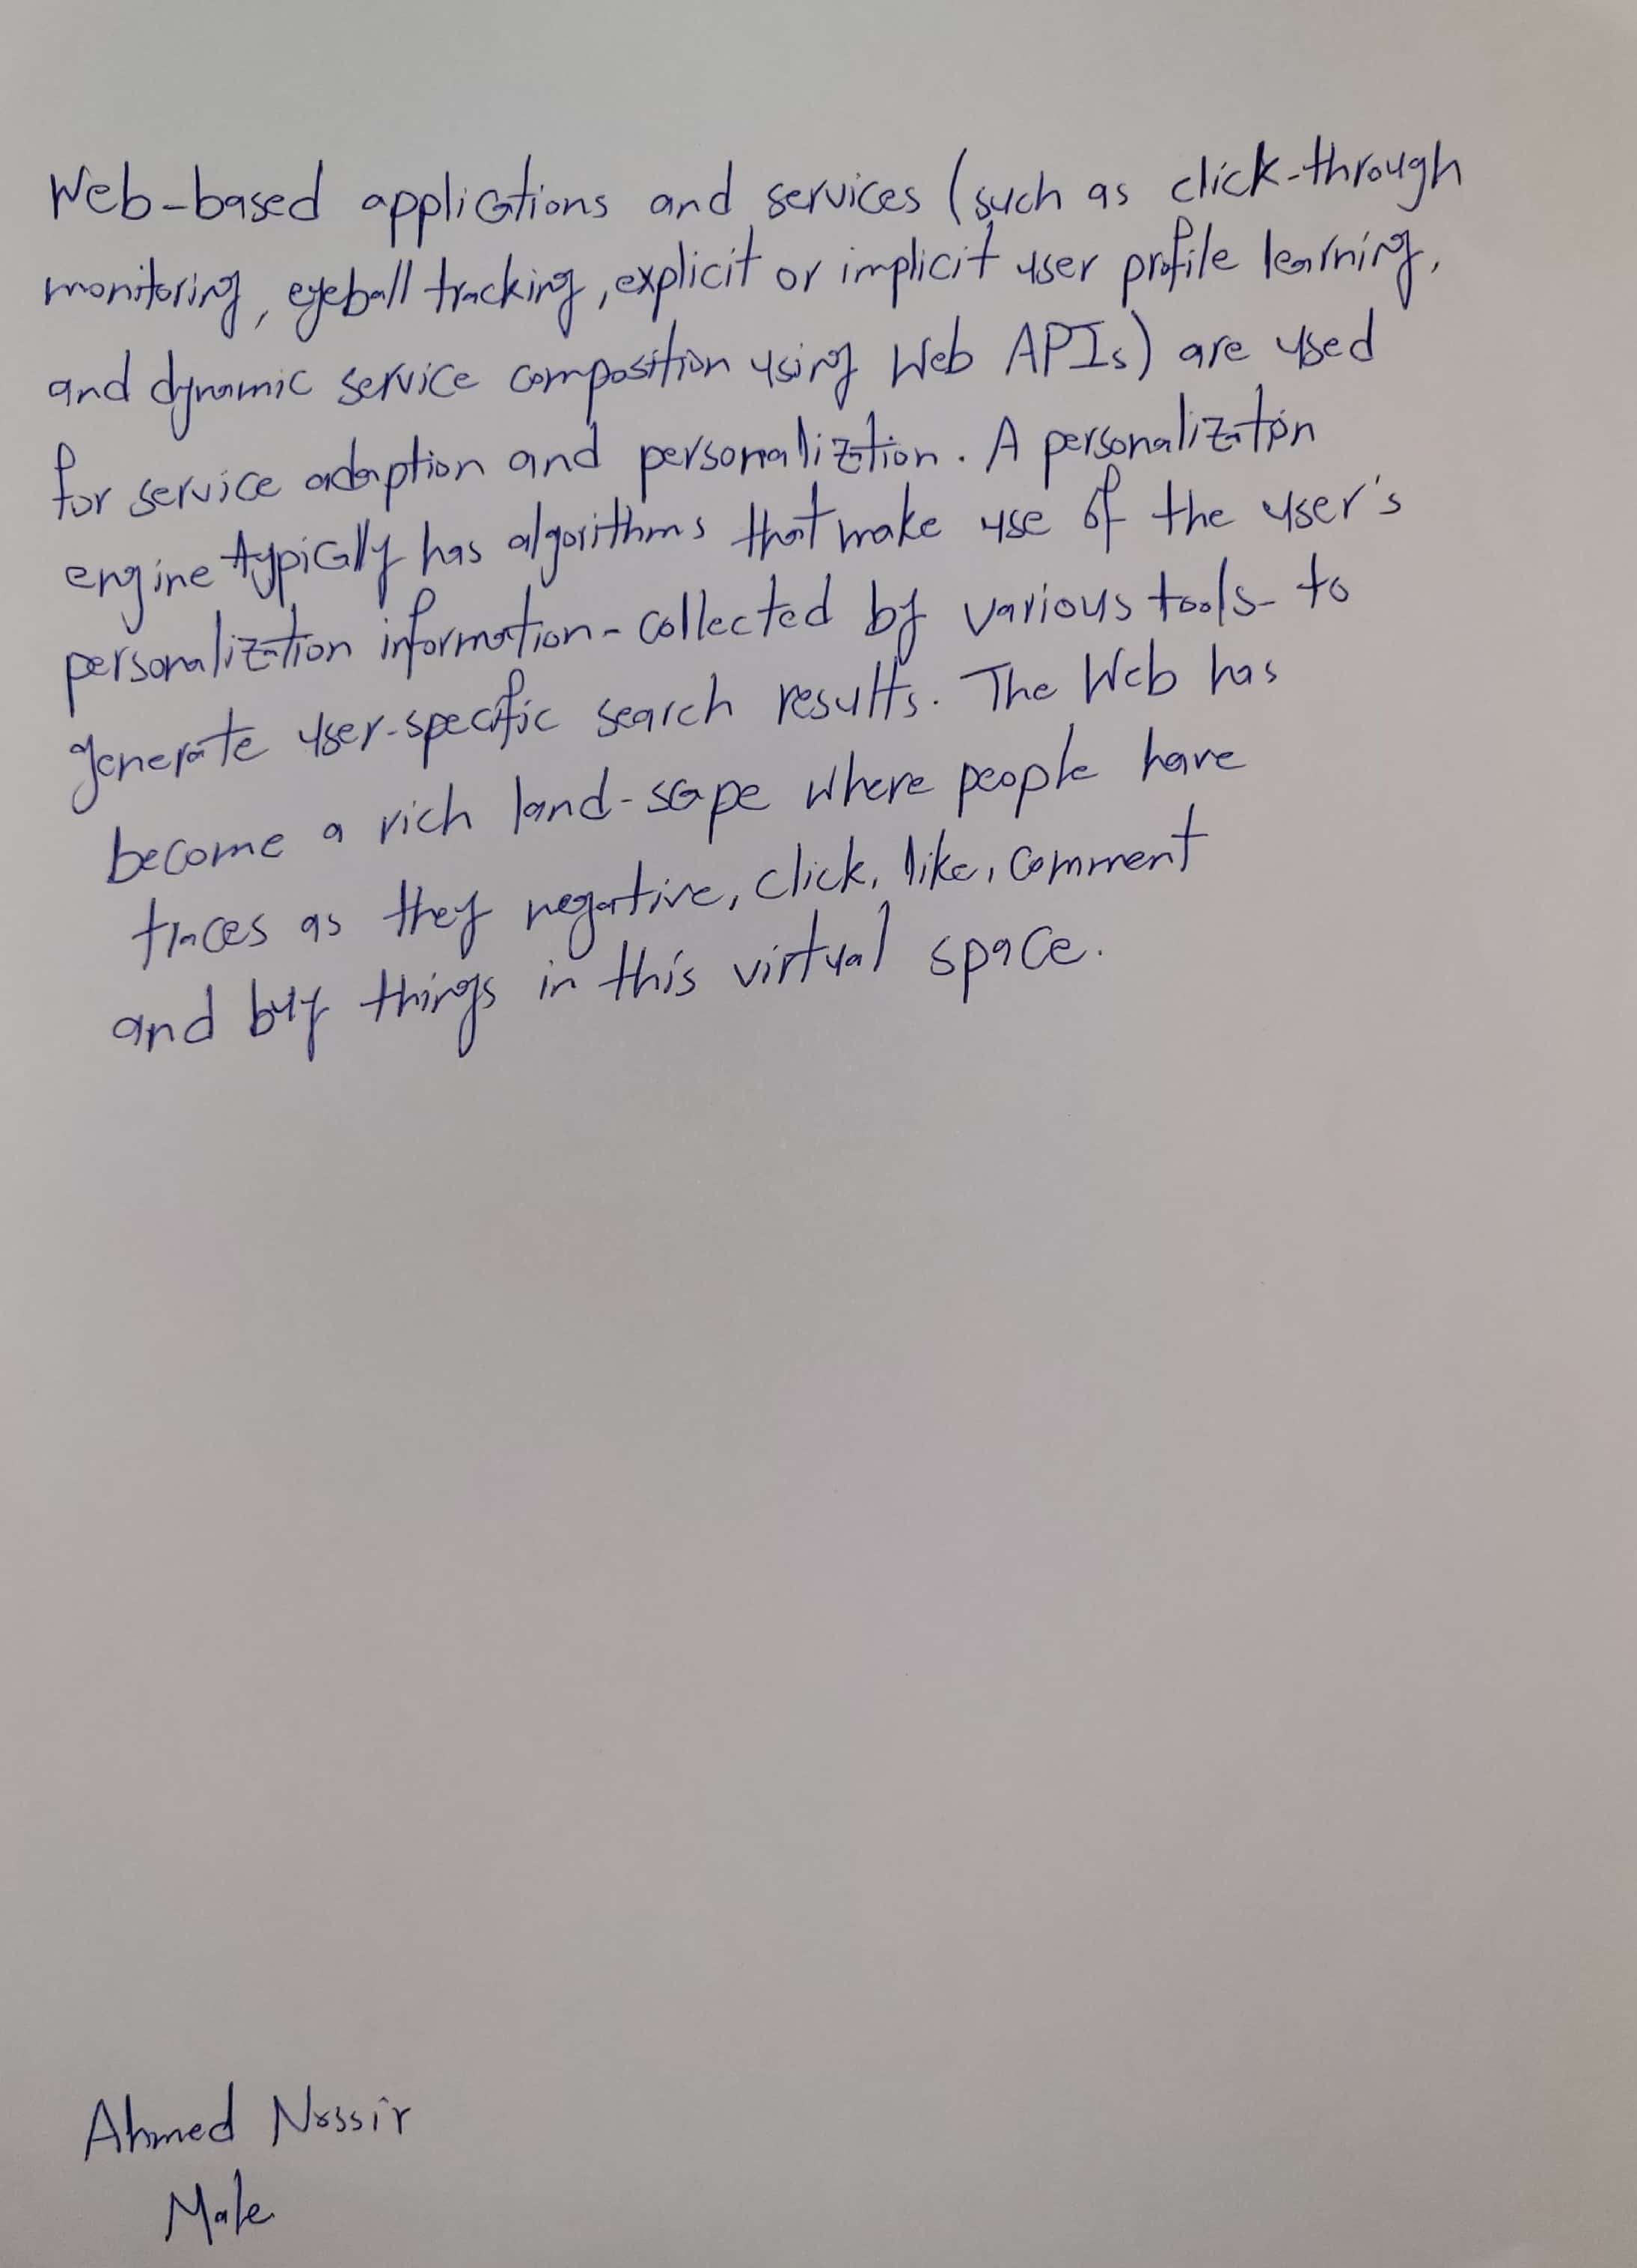 Web-based applications and services (such as click-through
monitoring, eyeball tracking, explicit or implicit user profile learning,
and dynamic service composition using Web APIs) are used
for service adaption and personaliztion. A personalization
engine typically has algorithms that make use of the user's
personalization information-collected by various tools-to
generate user-specific search results. The Web has
become a rich land-scape where people have
traces as they negative, click, like, comment
and buy things in this virtual space.
Ahmed Nossir
Male